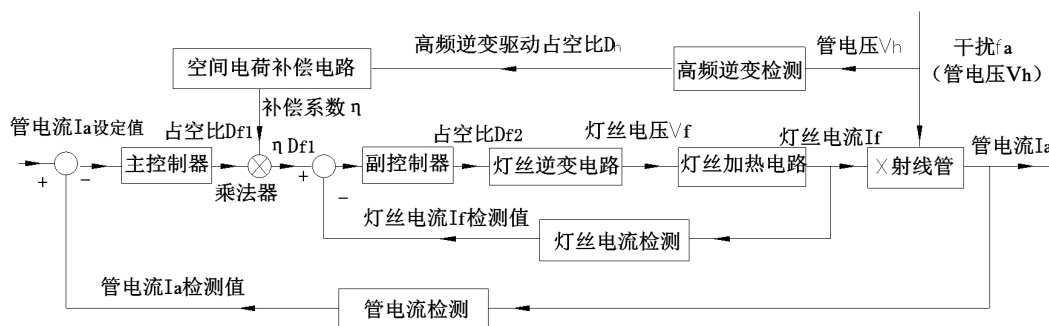 高频逆变驱动占空比Dh
管电压Vh
干扰fa
（管电压Vh）
空间电荷补偿电路
高频逆变检测
补偿系数η
管电流Ia设定值
占空比Df1
ηDf1
占空比Df2
灯丝电压Vf
灯丝电流If
管电流Ia
主控制器
副控制器
灯丝逆变电路
灯丝加热电路
X射线管
+
−
乘法器
+
−
灯丝电流If检测值
灯丝电流检测
管电流Ia检测值
管电流检测